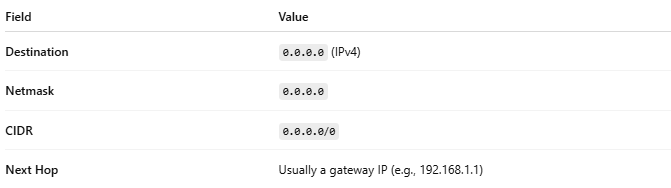 Field Value
Destination 0.0.0.0 (IPv4)
Netmask 0.0.0.0
CIDR 0.0.0.0/0
Next Hop Usually a gateway IP (e.g., 192.168.1.1)